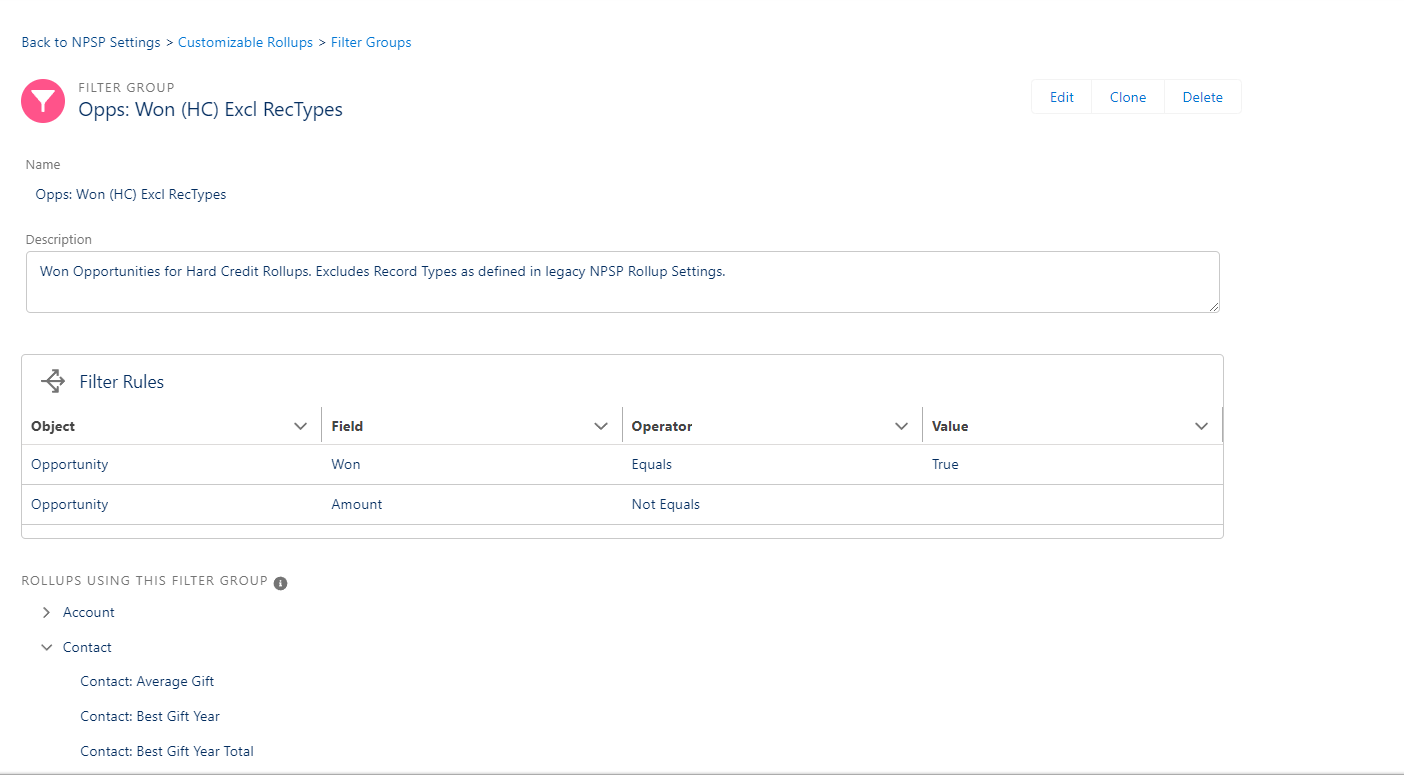 Back to NPSP Settings > Customizable Rollups > Filter Groups
FILTER GROUP
Opps: Won (HC) Excl RecTypes
Edit Clone Delete
Name
Opps: Won (HC) Excl RecTypes
Description
Won Opportunities for Hard Credit Rollups. Excludes Record Types as defined in legacy NPSP Rollup Settings.
Filter Rules
Object Field Operator Value
Opportunity Won Equals True
Opportunity Amount Not Equals
ROLLUPS USING THIS FILTER GROUP
Account
Contact
Contact: Average Gift
Contact: Best Gift Year
Contact: Best Gift Year Total